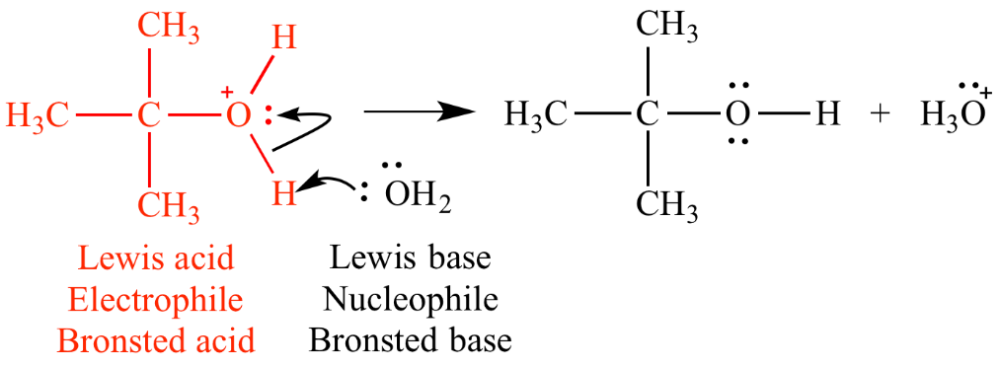 CH₃ CH₃
H
H₃C C O + : H₃C C O H + H₃O +
H : OH₂
CH₃ CH₃
Lewis acid Lewis base
Electrophile Nucleophile
Bronsted acid Bronsted base